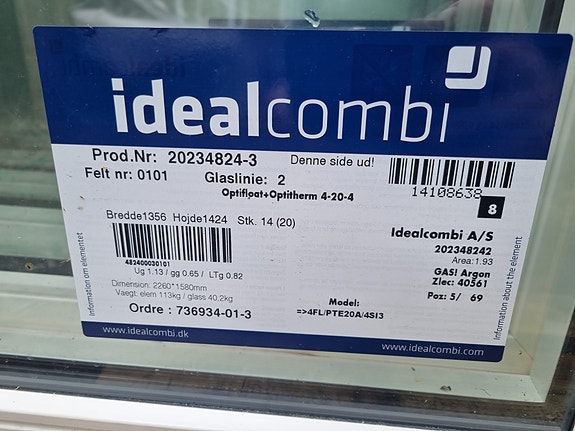 idealcombi
Prod.Nr: 20234824-3
Denne side ud!
Felt nr: 0101
Glaslinie: 2
14108638
Optifloat+Optitherm 4-20-4
8
Bredde1356 Hojde1424 Stk. 14 (20)
Idealcombi A/S
202348242
Area: 1.93
482400030101
Ug 1.13 / gg 0.65 / LTg 0.82
GAS! Argon
Zlec: 40561
Dimension: 2260*1580mm
Vaegt: elem 113kg / glass 40.2kg
Poz: 5/ 69
Model:
Ordre : 736934-01-3
=>4FL/PTE20A/4SI3
Information om elementet
Information about the element
www.idealcombi.dk
www.idealcombi.com